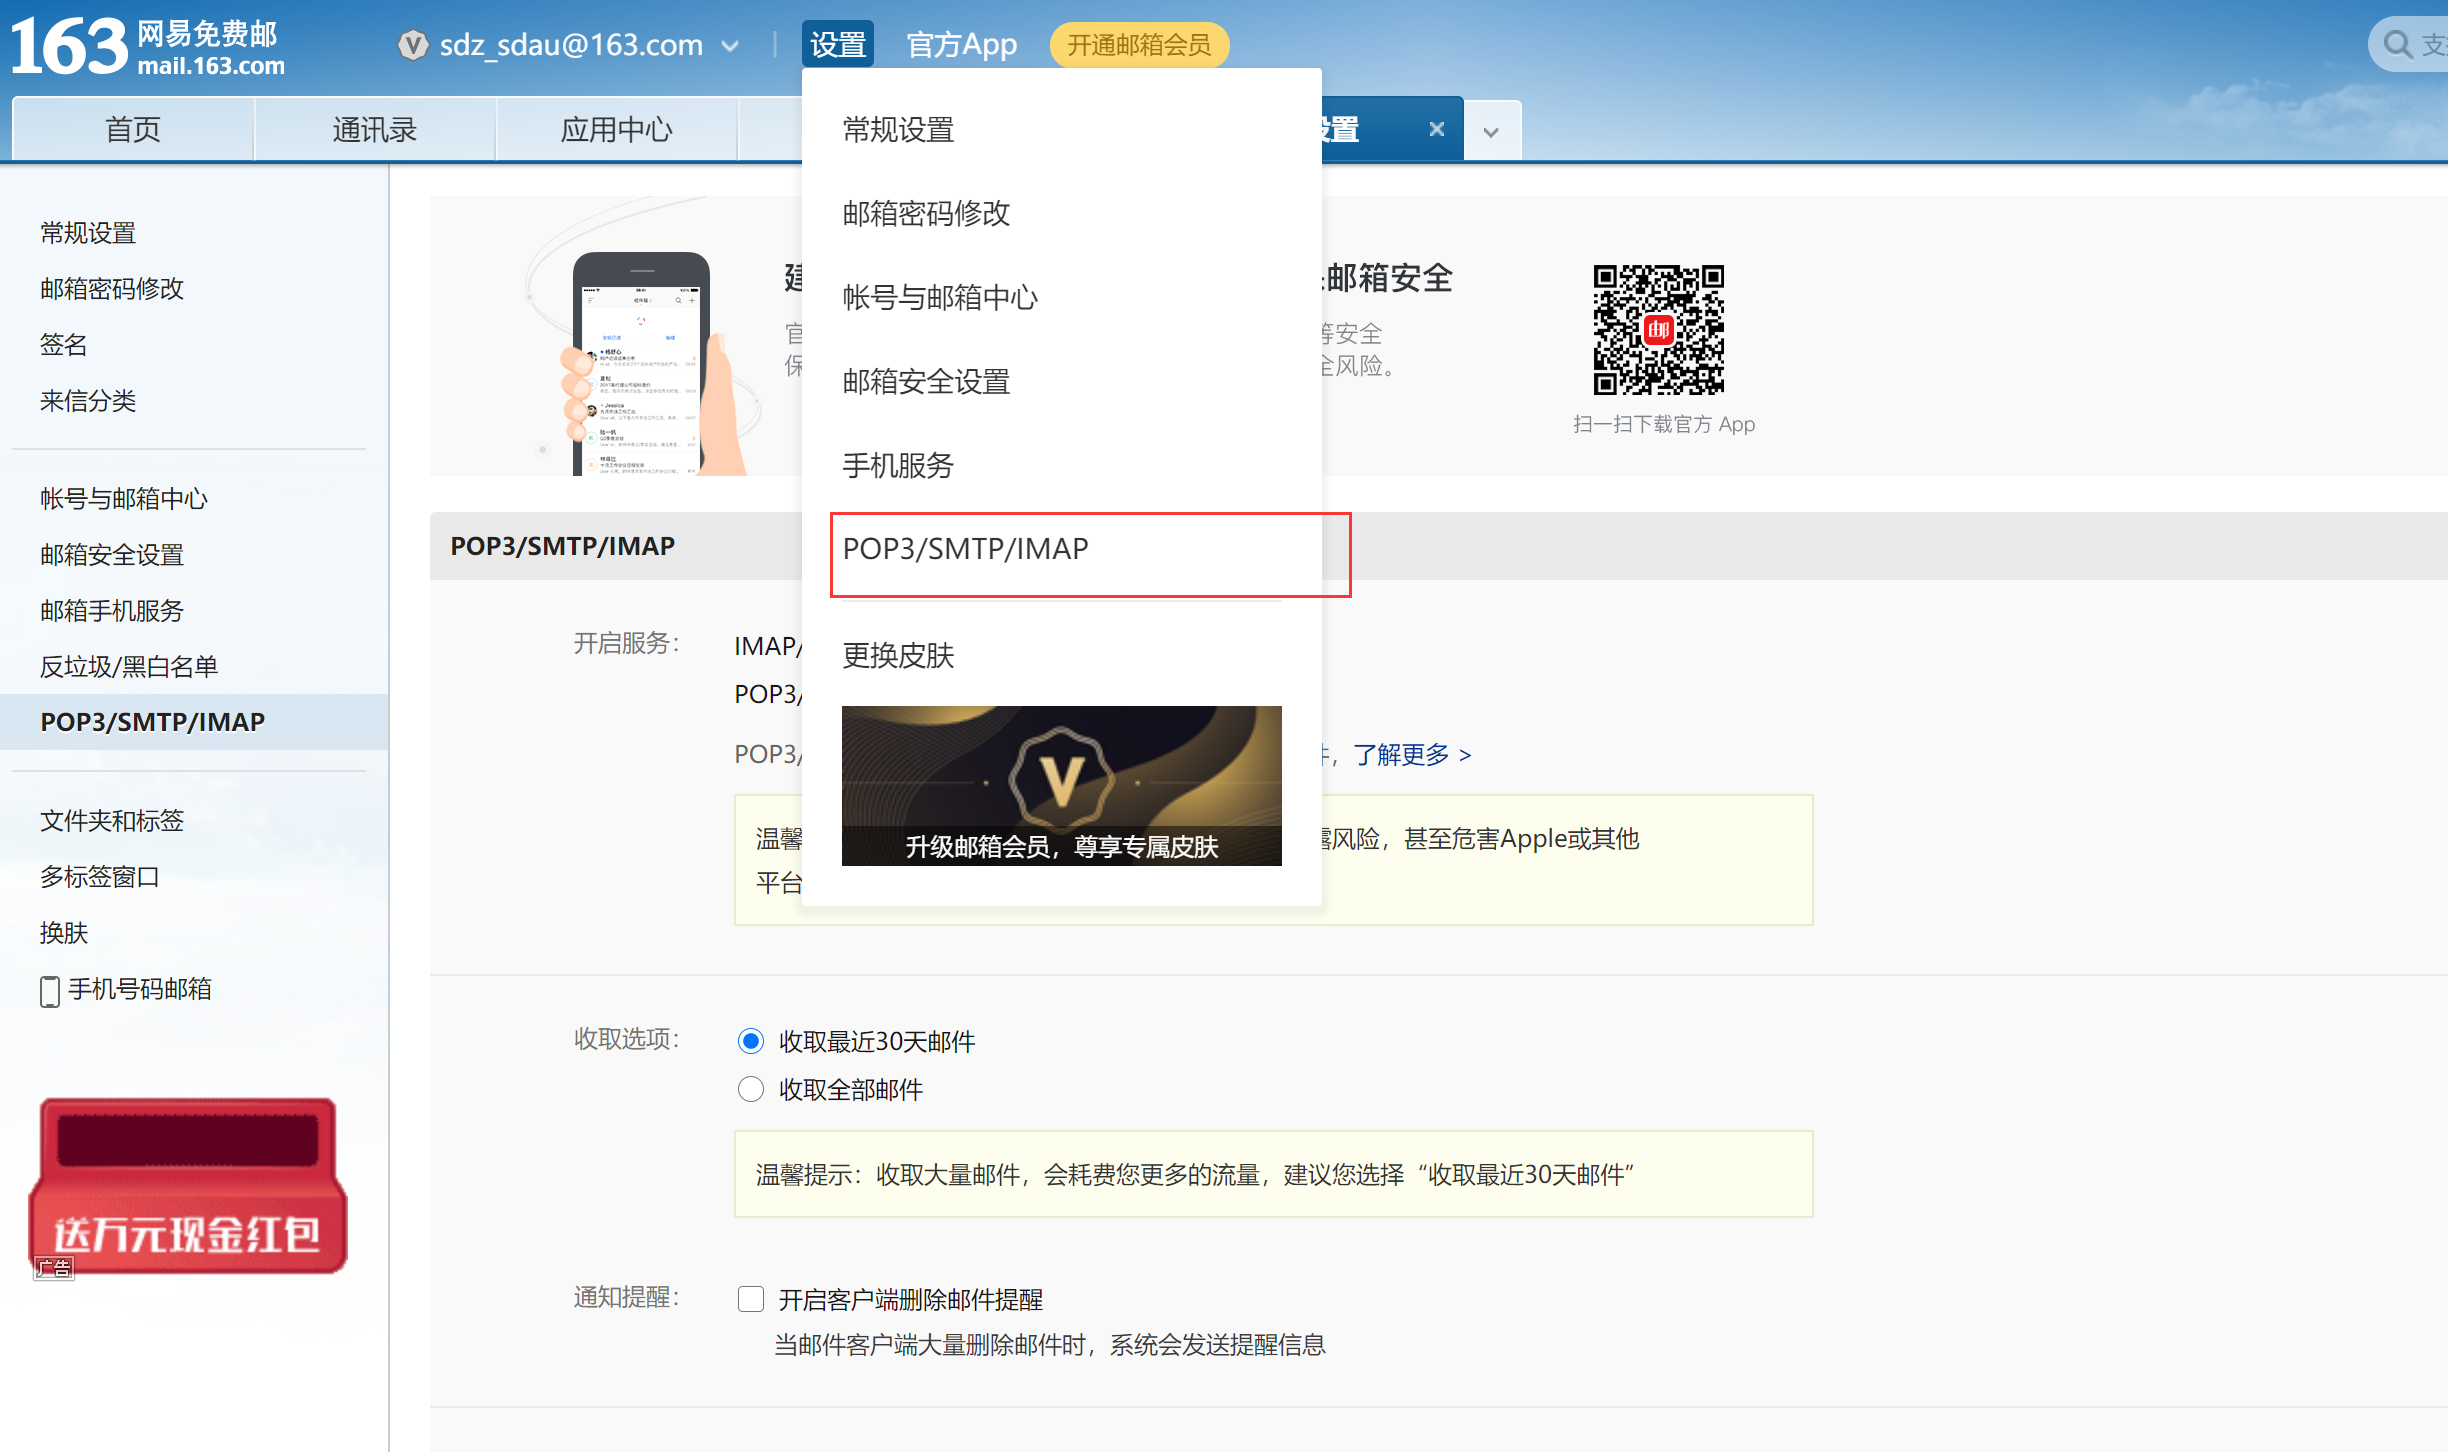 163 网易免费邮
mail.163.com
sdz_sdau@163.com
设置
官方App
开通邮箱会员
首页
通讯录
应用中心
设置
常规设置
邮箱密码修改
帐号与邮箱中心
邮箱安全设置
手机服务
POP3/SMTP/IMAP
更换皮肤
V
升级邮箱会员，尊享专属皮肤
常规设置
邮箱密码修改
签名
来信分类
帐号与邮箱中心
邮箱安全设置
邮箱手机服务
反垃圾/黑白名单
POP3/SMTP/IMAP
文件夹和标签
多标签窗口
换肤
手机号码邮箱
送万元现金红包
广告
邮箱安全
等安全
全风险。
邮
扫一扫下载官方 App
POP3/SMTP/IMAP
开启服务：
IMAP/
POP3/
POP3/
件，了解更多 >
温馨
露风险，甚至危害Apple或其他
平台
收取选项：
收取最近30天邮件
收取全部邮件
温馨提示：收取大量邮件，会耗费您更多的流量，建议您选择“收取最近30天邮件”
通知提醒：
开启客户端删除邮件提醒
当邮件客户端大量删除邮件时，系统会发送提醒信息